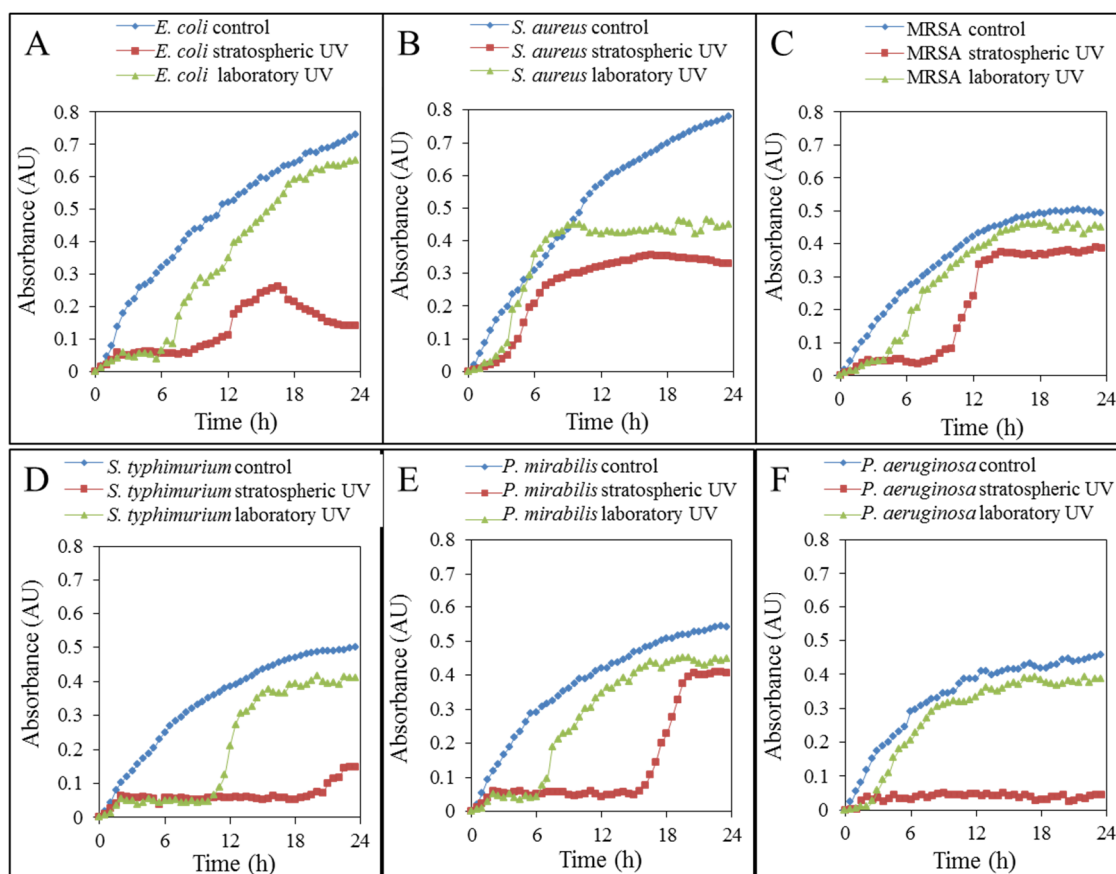 A
E. coli control
E. coli stratospheric UV
E. coli laboratory UV
Absorbance (AU)
0.8
0.7
0.6
0.5
0.4
0.3
0.2
0.1
0
0 6 12 18 24
Time (h)
B
S. aureus control
S. aureus stratospheric UV
S. aureus laboratory UV
Absorbance (AU)
0.8
0.7
0.6
0.5
0.4
0.3
0.2
0.1
0
0 6 12 18 24
Time (h)
C
MRSA control
MRSA stratospheric UV
MRSA laboratory UV
Absorbance (AU)
0.8
0.7
0.6
0.5
0.4
0.3
0.2
0.1
0
0 6 12 18 24
Time (h)
D
S. typhimurium control
S. typhimurium stratospheric UV
S. typhimurium laboratory UV
Absorbance (AU)
0.8
0.7
0.6
0.5
0.4
0.3
0.2
0.1
0
0 6 12 18 24
Time (h)
E
P. mirabilis control
P. mirabilis stratospheric UV
P. mirabilis laboratory UV
Absorbance (AU)
0.8
0.7
0.6
0.5
0.4
0.3
0.2
0.1
0
0 6 12 18 24
Time (h)
F
P. aeruginosa control
P. aeruginosa stratospheric UV
P. aeruginosa laboratory UV
Absorbance (AU)
0.8
0.7
0.6
0.5
0.4
0.3
0.2
0.1
0
0 6 12 18 24
Time (h)